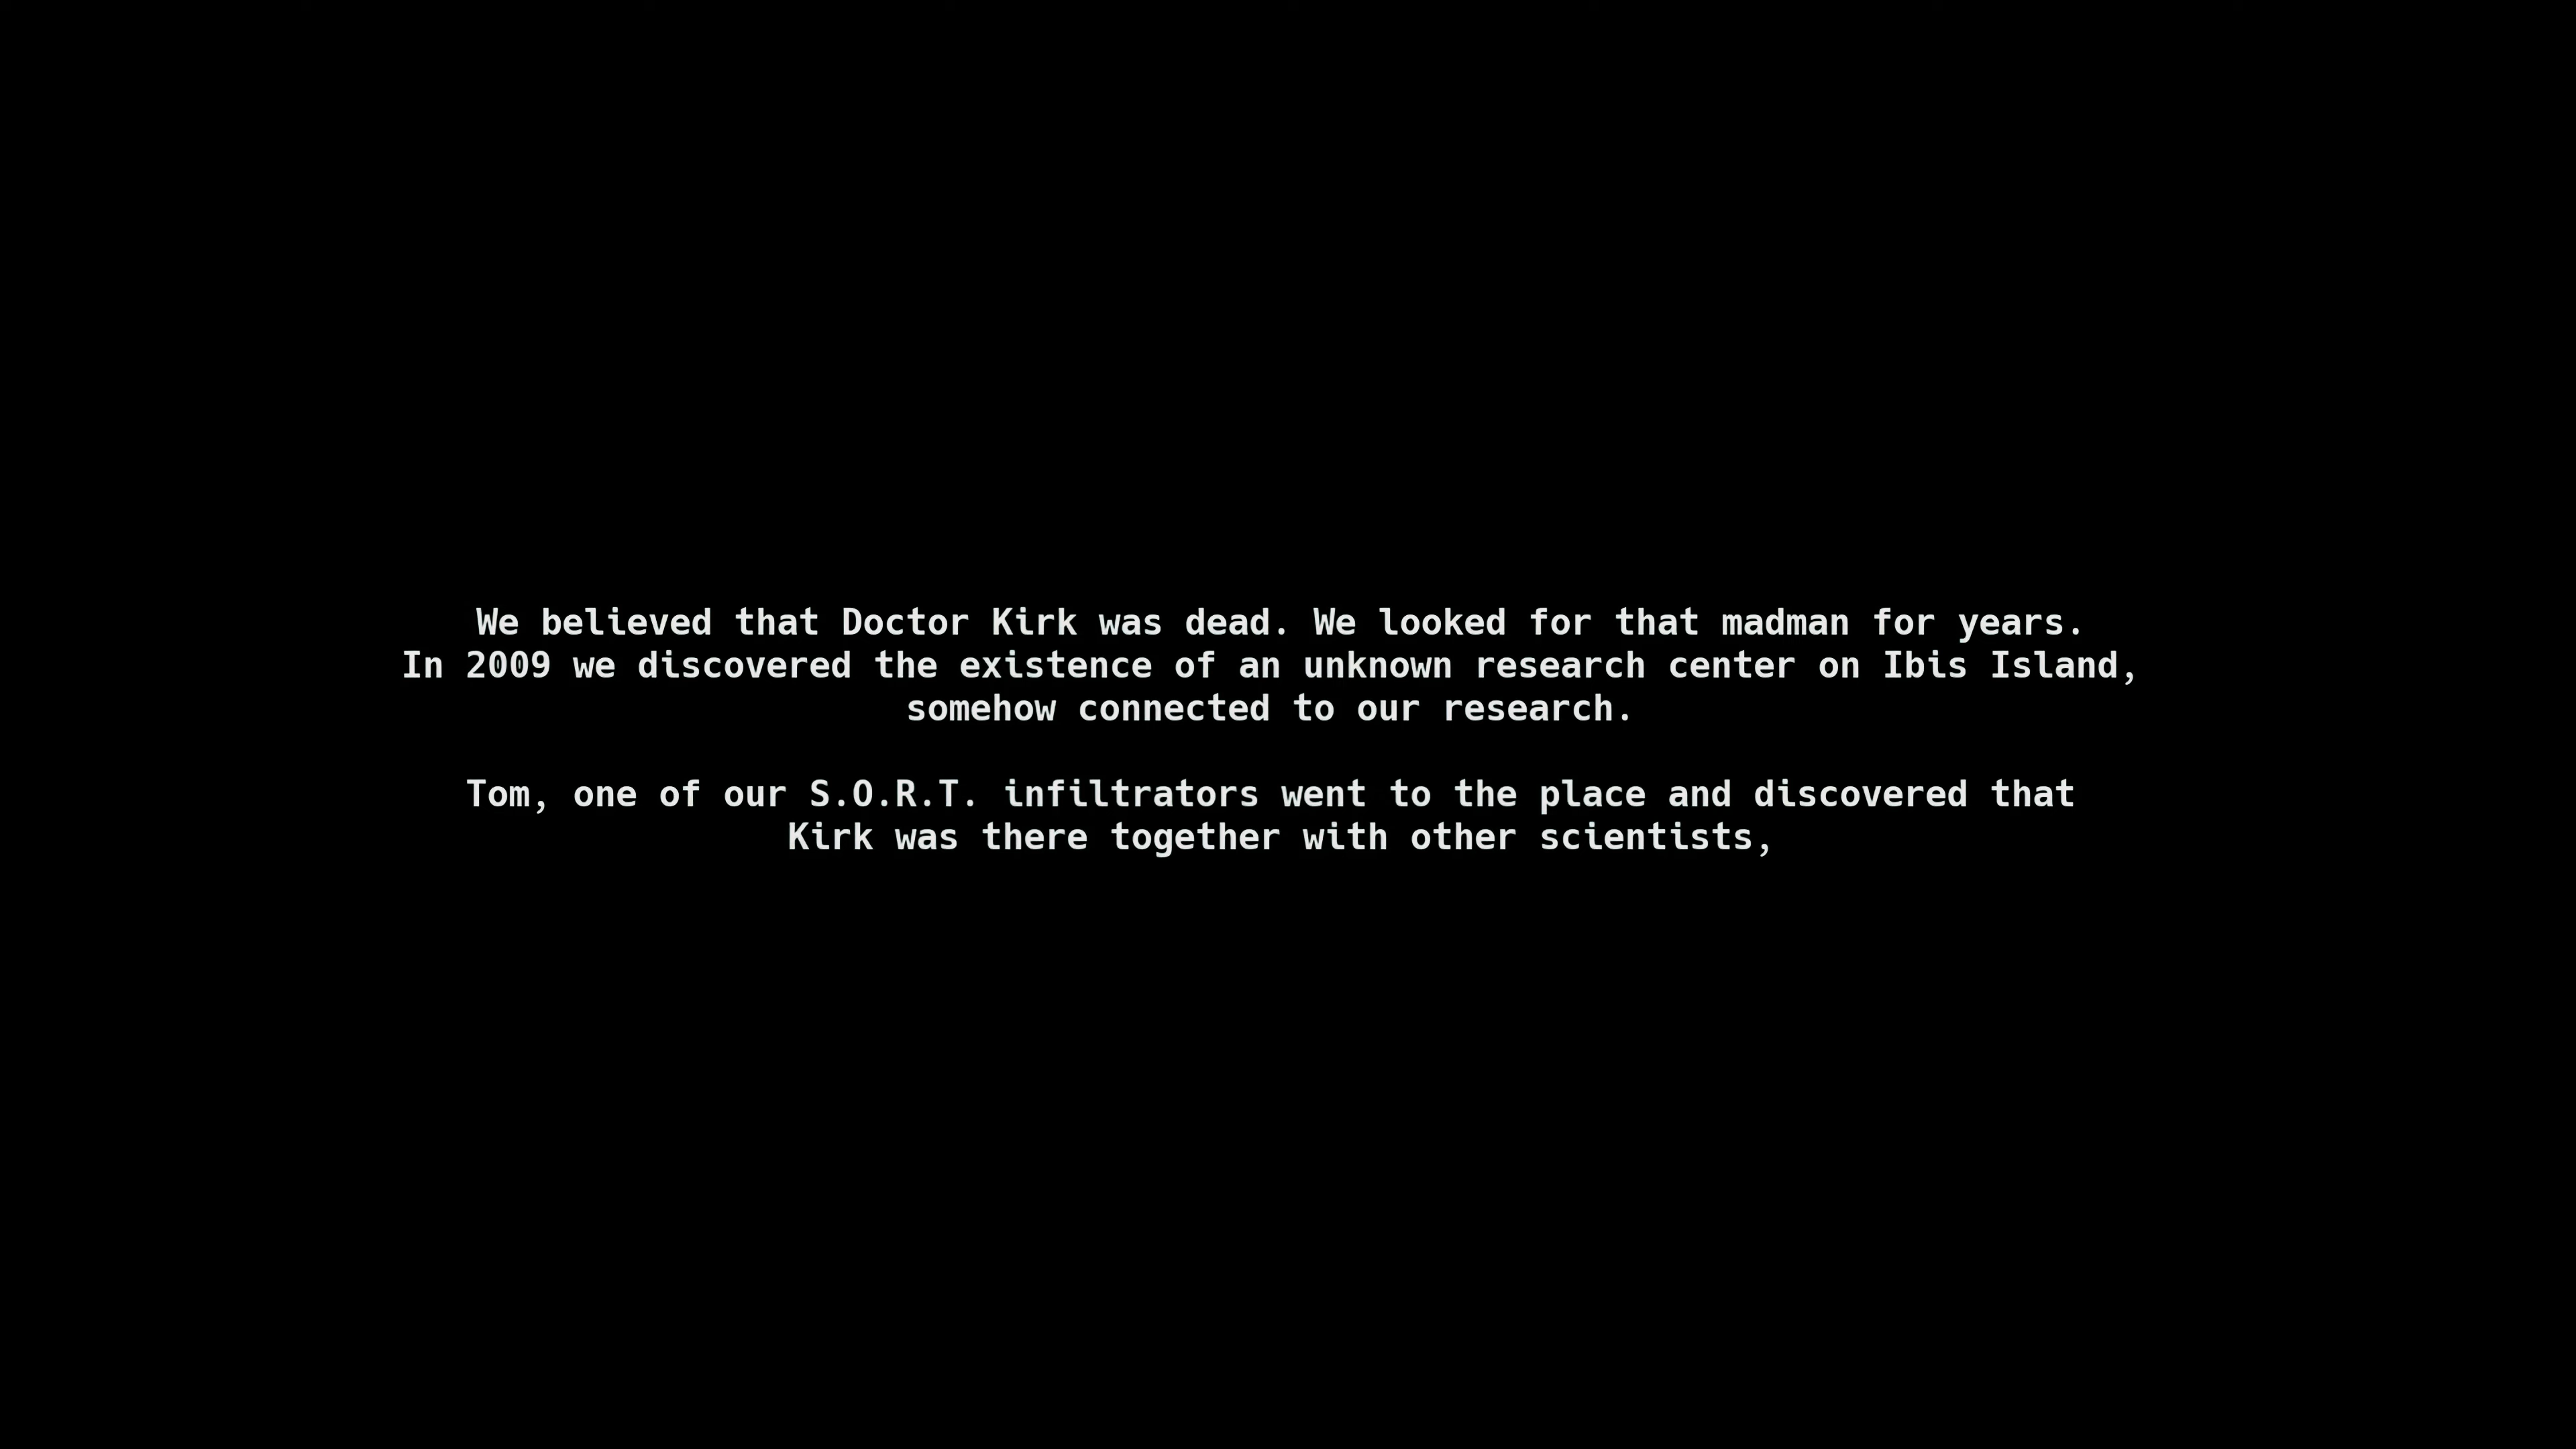 We believed that Doctor Kirk was dead. We looked for that madman for years.
In 2009 we discovered the existence of an unknown research center on Ibis Island,
somehow connected to our research.
Tom, one of our S.O.R.T. infiltrators went to the place and discovered that
Kirk was there together with other scientists,